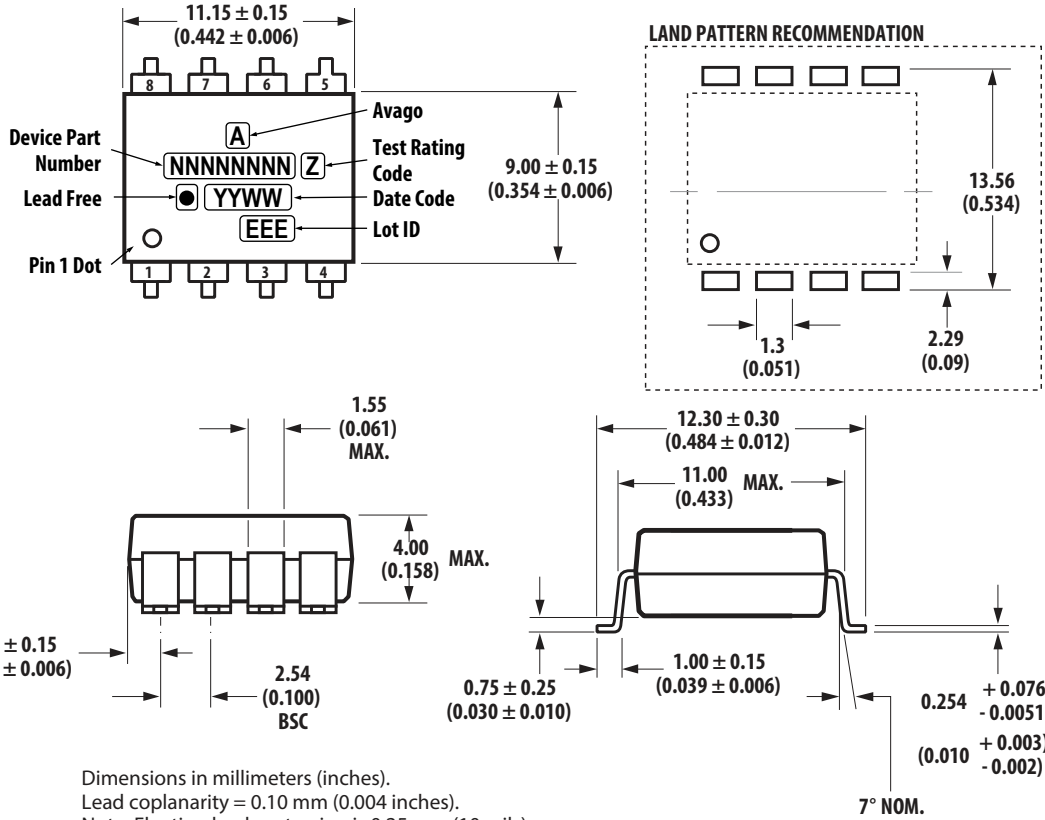 11.15 ± 0.15
(0.442 ± 0.006)
8 7 6 5
A
NNNNNNNN Z
● YYWW
EEE
1 2 3 4
Device Part
Number
Lead Free
Pin 1 Dot
Avago
Test Rating
Code
Date Code
Lot ID
9.00 ± 0.15
(0.354 ± 0.006)
LAND PATTERN RECOMMENDATION
13.56
(0.534)
1.3
(0.051)
2.29
(0.09)
1.55
(0.061)
MAX.
4.00
(0.158)
MAX.
± 0.15
± 0.006)
2.54
(0.100)
BSC
12.30 ± 0.30
(0.484 ± 0.012)
11.00
(0.433)
MAX.
0.75 ± 0.25
(0.030 ± 0.010)
1.00 ± 0.15
(0.039 ± 0.006)
0.254 + 0.076
- 0.0051
(0.010 + 0.003)
- 0.002)
7° NOM.
Dimensions in millimeters (inches).
Lead coplanarity = 0.10 mm (0.004 inches).